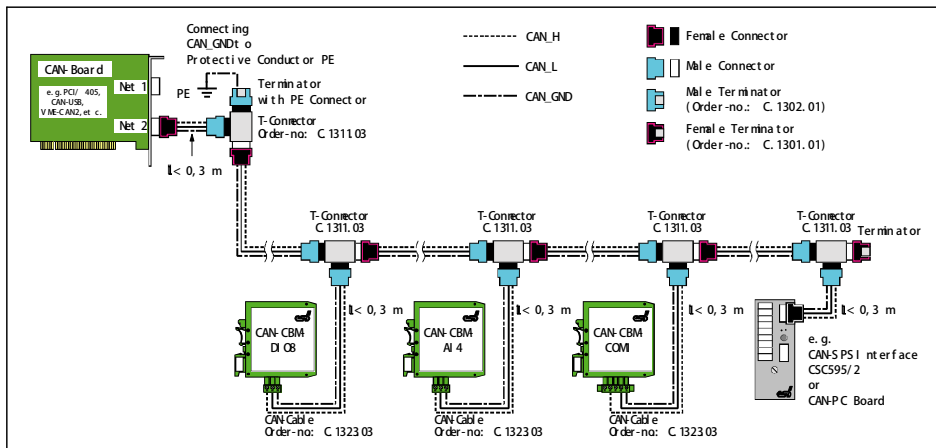 Connecting
CAN_GND to
Protective Conductor PE
CAN-Board
Net 1
e.g. PCI/ 405,
CAN-USB,
VME-CAN2, etc.
Net 2
PE
Terminator
with PE Connector
T-Connector
Order-no: C.1311.03
l < 0,3 m
CAN_H
CAN_L
CAN_GND
Female Connector
Male Connector
Male Terminator
(Order-no.: C.1302.01)
Female Terminator
(Order-no.: C.1301.01)
T-Connector
C.1311.03
T-Connector
C.1311.03
T-Connector
C.1311.03
T-Connector
C.1311.03
Terminator
l < 0,3 m
l < 0,3 m
l < 0,3 m
l < 0,3 m
esd
CAN-CBM-
DIO8
esd
CAN-CBM-
AI4
esd
CAN-CBM-
COM1
esd
e.g.
CAN-SPS Interface
CSC595/2
or
CAN-PC Board
CAN-Cable
Order-no: C.1323.03
CAN-Cable
Order-no: C.1323.03
CAN-Cable
Order-no: C.1323.03